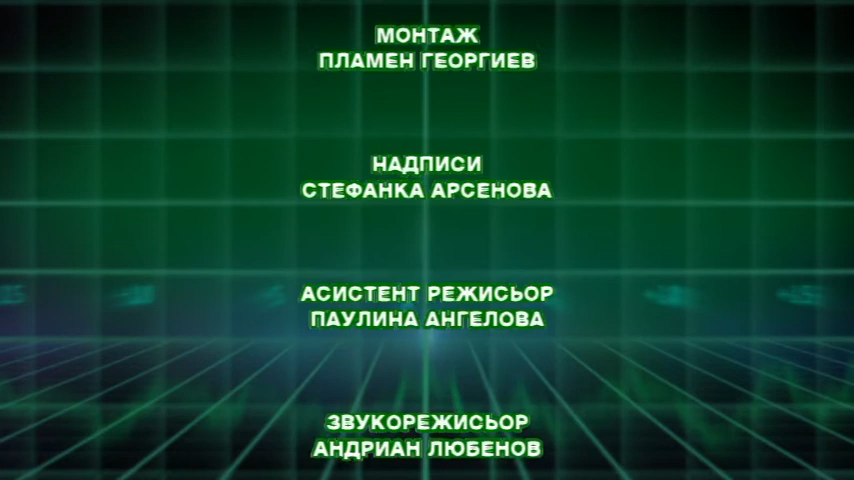 МОНТАЖ
ПЛАМЕН ГЕОРГИЕВ
НАДПИСИ
СТЕФАНКА АРСЕНОВА
АСИСТЕНТ РЕЖИСЬОР
ПАУЛИНА АНГЕЛОВА
ЗВУКОРЕЖИСЬОР
АНДРИАН ЛЮБЕНОВ